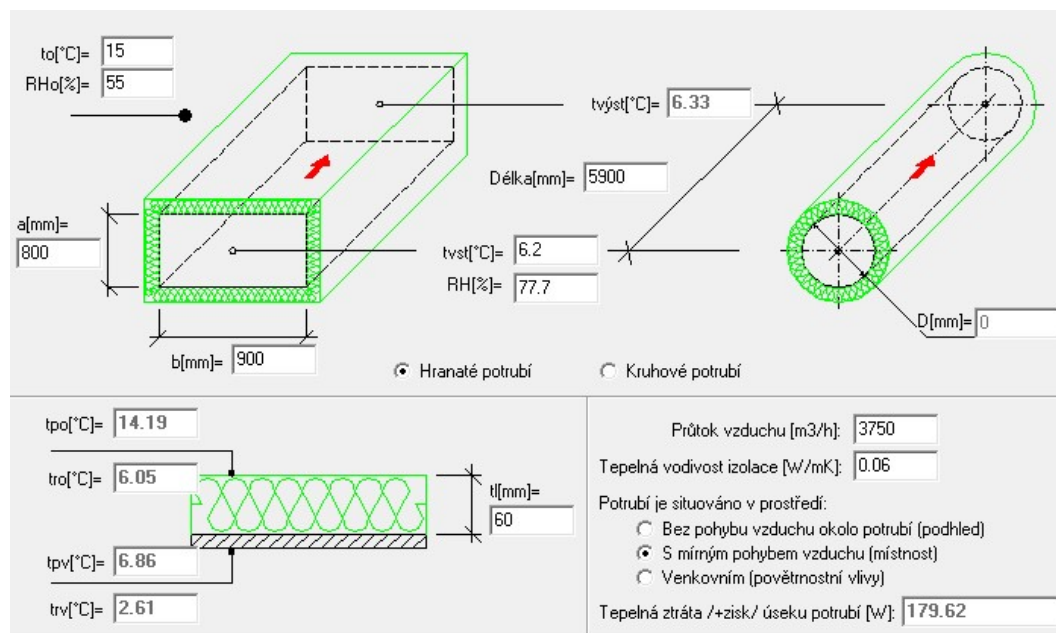 to[°C]= 15
RHo[%]= 55
tvýst[°C]= 6.33
Délka[mm]= 5900
a[mm]=
800
tvst[°C]= 6.2
RH[%]= 77.7
D[mm]= 0
b[mm]= 900
Hranaté potrubí
Kruhové potrubí
tpo[°C]= 14.19
tro[°C]= 6.05
tl[mm]=
60
tpv[°C]= 6.86
trv[°C]= 2.61
Průtok vzduchu [m3/h]: 3750
Tepelná vodivost izolace [W/mK]: 0.06
Potrubí je situováno v prostředí:
Bez pohybu vzduchu okolo potrubí (podhled)
S mírným pohybem vzduchu (místnost)
Venkovním (povětrnostní vlivy)
Tepelná ztráta /+zisk/ úseku potrubí [W]: 179.62